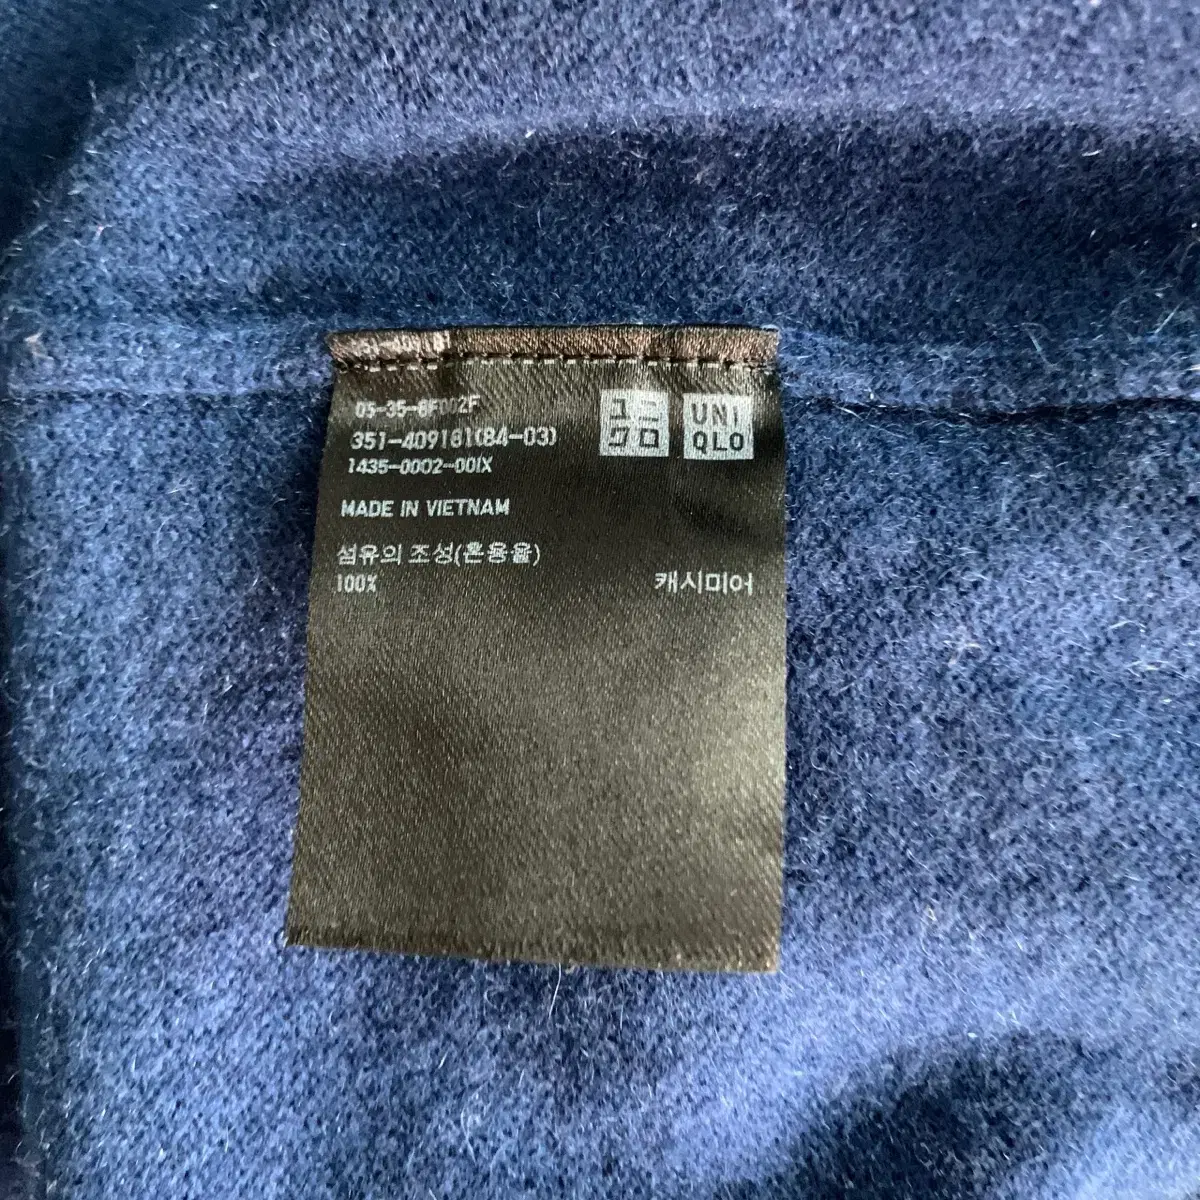 05-35-8F002F
351-409181(84-03)
1435-0002-00IX
ユニ
クロ
UNI
QLO
MADE IN VIETNAM
섬유의 조성(혼용율)
100% 캐시미어